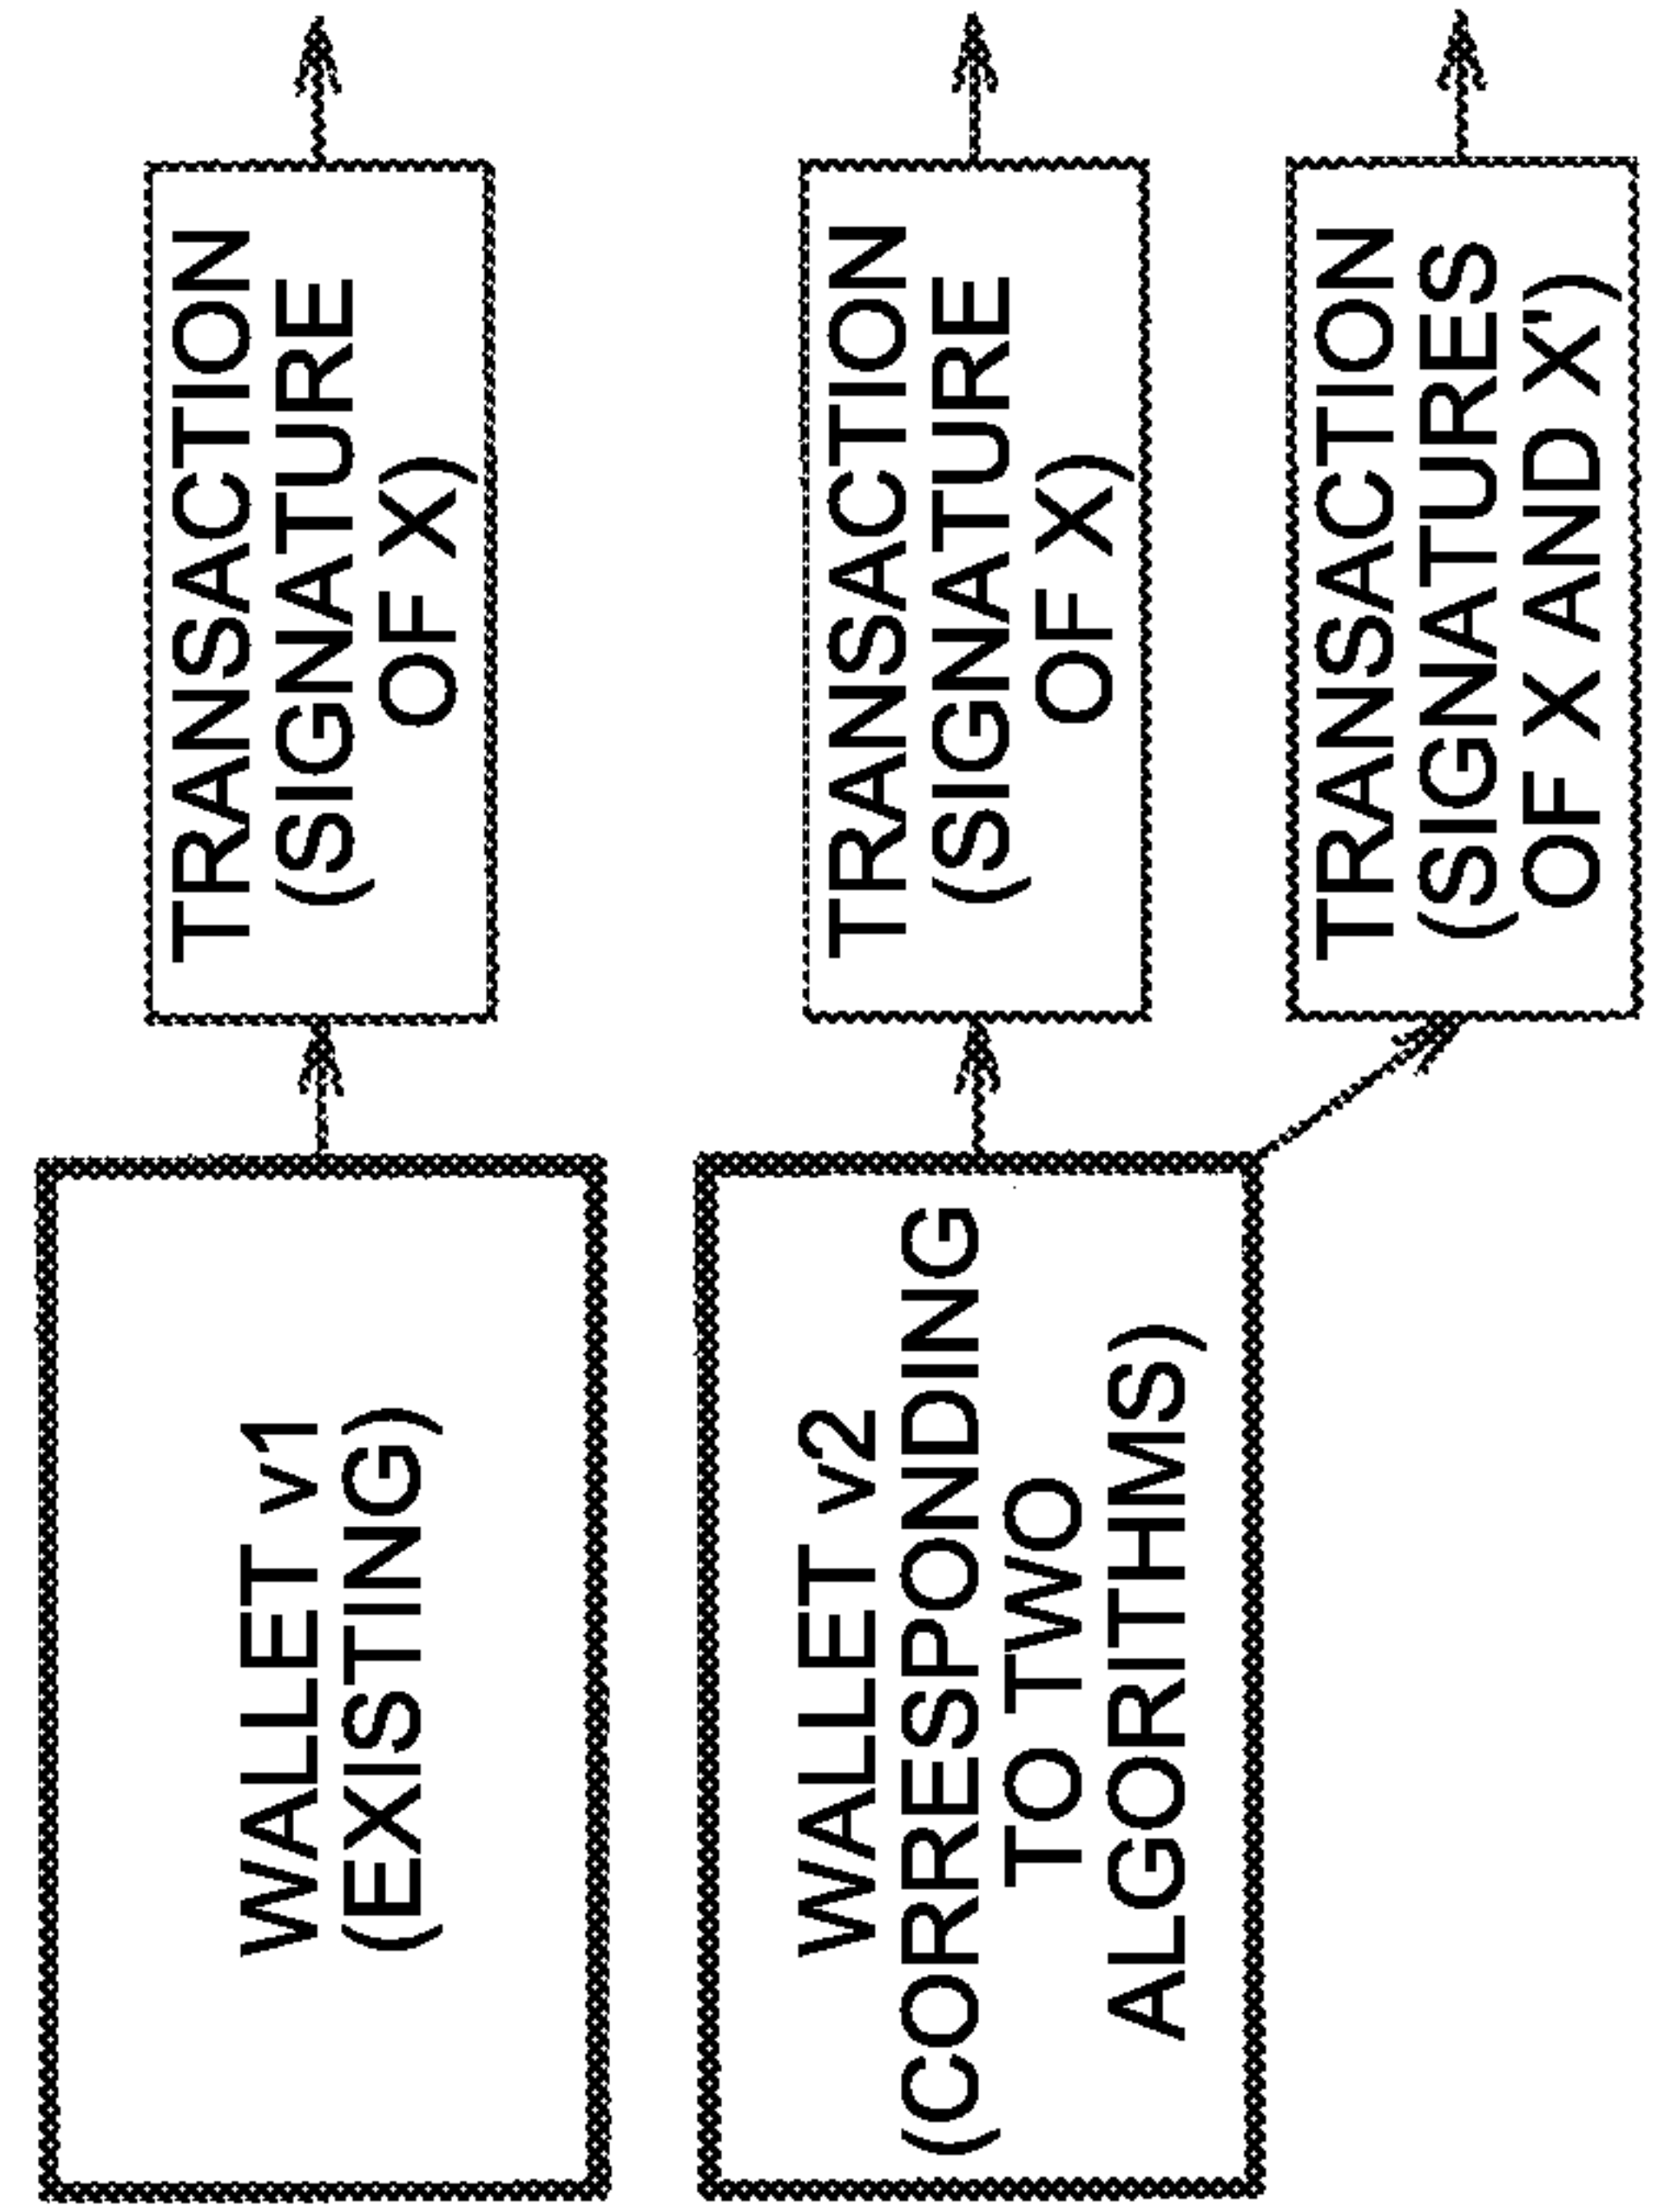 WALLET v1
(EXISTING)
TRANSACTION
(SIGNATURE
OF X)
WALLET v2
(CORRESPONDING
TO TWO
ALGORITHMS)
TRANSACTION
(SIGNATURE
OF X)
TRANSACTION
(SIGNATURES
OF X AND X')